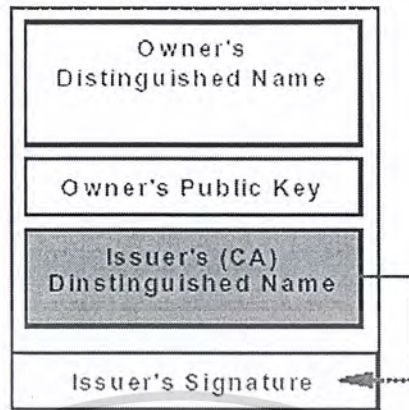 Owner's
Distinguished Name
Owner's Public Key
Issuer's (CA)
Dinstinguished Name
Issuer's Signature